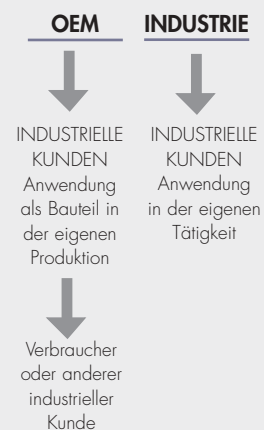 OEM
INDUSTRIELLE
KUNDEN
Anwendung
als Bauteil in
der eigenen
Produktion
Verbraucher
oder anderer
industrieller
Kunde
INDUSTRIE
INDUSTRIELLE
KUNDEN
Anwendung
in der eigenen
Tätigkeit